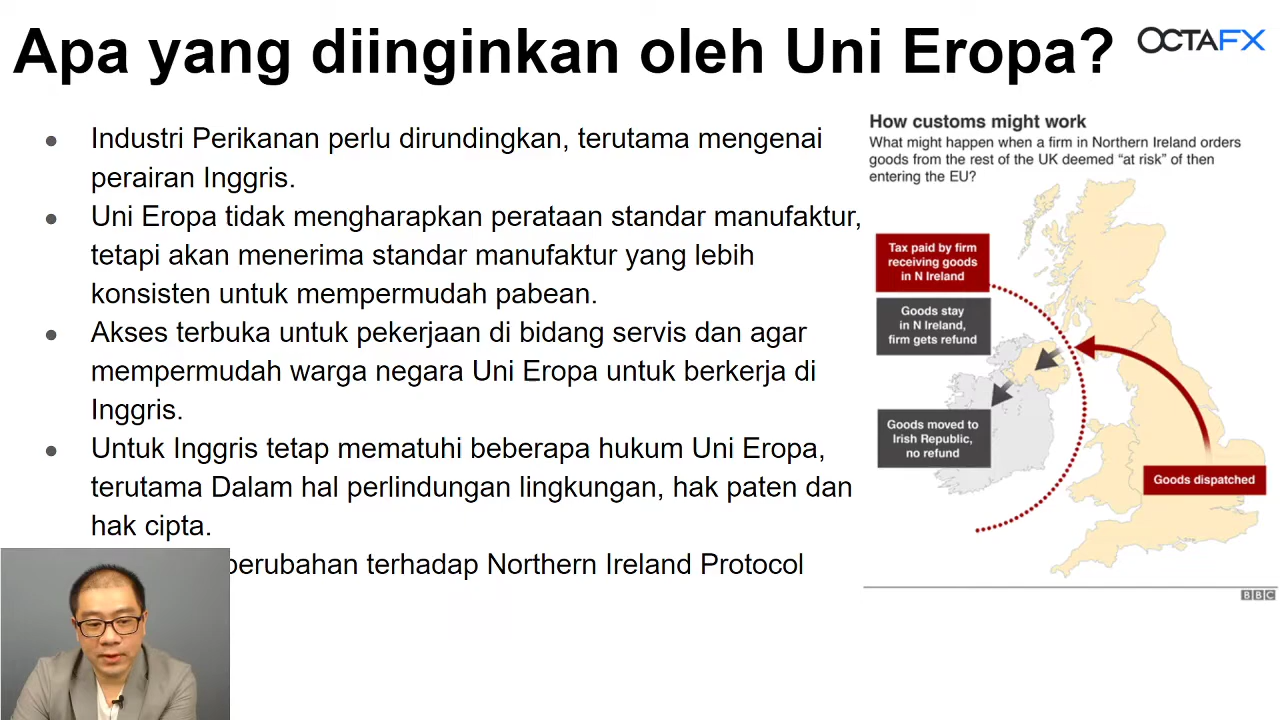 Apa yang diinginkan oleh Uni Eropa?
OCTAFX
● Industri Perikanan perlu dirundingkan, terutama mengenai
perairan Inggris.
● Uni Eropa tidak mengharapkan perataan standar manufaktur,
tetapi akan menerima standar manufaktur yang lebih
konsisten untuk mempermudah pabean.
● Akses terbuka untuk pekerjaan di bidang servis dan agar
mempermudah warga negara Uni Eropa untuk berkerja di
Inggris.
● Untuk Inggris tetap mematuhi beberapa hukum Uni Eropa,
terutama Dalam hal perlindungan lingkungan, hak paten dan
hak cipta.
perubahan terhadap Northern Ireland Protocol
How customs might work
What might happen when a firm in Northern Ireland orders
goods from the rest of the UK deemed “at risk” of then
entering the EU?
Tax paid by firm
receiving goods
in N Ireland
Goods stay
in N Ireland,
firm gets refund
Goods moved to
Irish Republic,
no refund
Goods dispatched
BBC